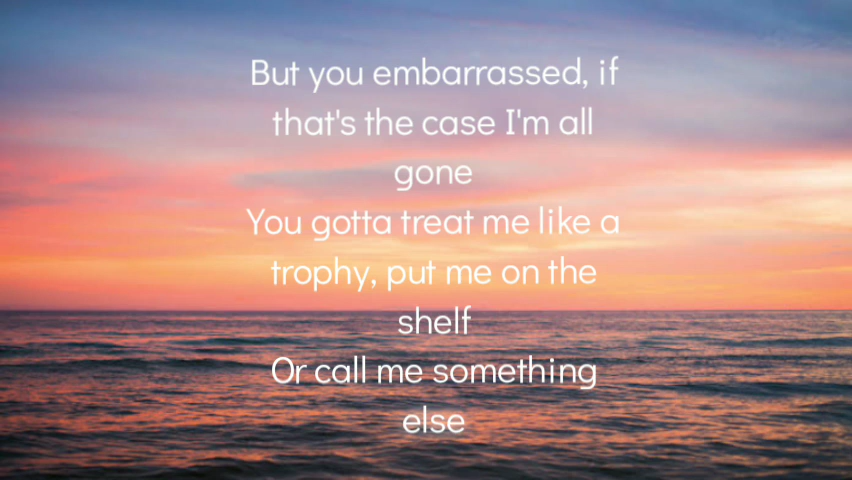 But you embarrassed, if
that's the case I'm all
gone
You gotta treat me like a
trophy, put me on the
shelf
Or call me something
else